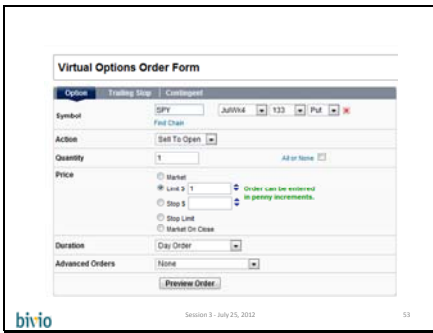 Virtual Options Order Form
Option Trailing Stop Contingent
Symbol SPY JulWk4 133 Put
Find Chain
Action Sell To Open
Quantity 1 All or None
Price Market
Limit $ 1 Order can be entered
in penny increments.
Stop $
Stop Limit
Market On Close
Duration Day Order
Advanced Orders None
Preview Order
bivio Session 3 - July 25, 2012 53